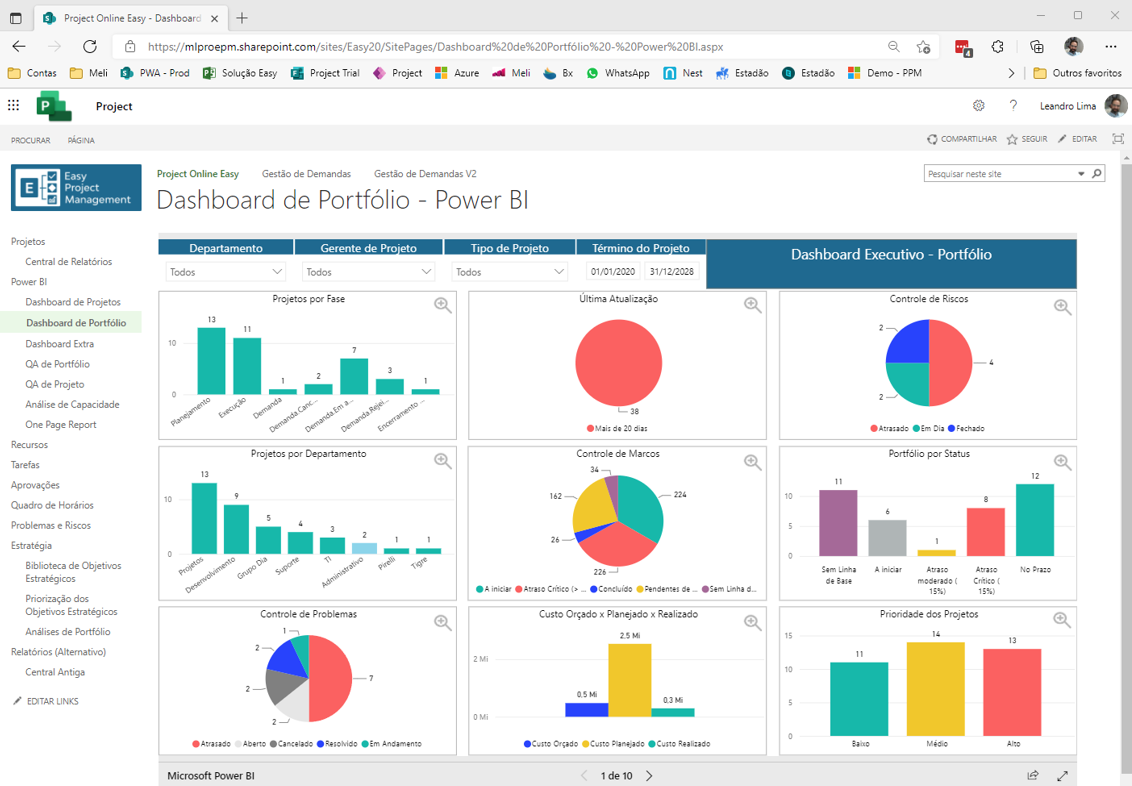 Project Online Easy - Dashboard
https://mlproepm.sharepoint.com/sites/Easy20/SitePages/Dashboard%20de%20Portfólio%20-%20Power%20BI.aspx
4
Contas Meli PWA - Prod Solução Easy Project Trial Project Azure Meli Bx WhatsApp Nest Estadão Estadão Demo - PPM Outros favoritos
P Project ? Leandro Lima
PROCURAR PÁGINA COMPARTILHAR SEGUIR EDITAR
E Easy
Project
Management
Project Online Easy Gestão de Demandas Gestão de Demandas V2
Pesquisar neste site
Dashboard de Portfólio - Power BI
Projetos
Central de Relatórios
Power BI
Dashboard de Projetos
Dashboard de Portfólio
Dashboard Extra
QA de Portfólio
QA de Projeto
Análise de Capacidade
One Page Report
Recursos
Tarefas
Aprovações
Quadro de Horários
Problemas e Riscos
Estratégia
Biblioteca de Objetivos
Estratégicos
Priorização dos
Objetivos Estratégicos
Análises de Portfólio
Relatórios (Alternativo)
Central Antiga
EDITAR LINKS
Departamento Gerente de Projeto Tipo de Projeto Término do Projeto
Todos Todos Todos 01/01/2020 31/12/2028
Dashboard Executivo - Portfólio
Projetos por Fase
13
11
1
2
7
3
1
10
0
Planejamento Execução Demanda Demanda.Canc... Demanda.Em a... Demanda.Rejei... Encerramento ...
Última Atualização
38
Mais de 20 dias
Controle de Riscos
2
4
2
Atrasado Em Dia Fechado
Projetos por Departamento
13
9
5
4
3
2
1
1
10
0
Projetos Desenvolvimento Grupo Dia Suporte TI Administrativo Pirelli Tigre
Controle de Marcos
34
162
224
26
226
A iniciar Atraso Crítico (> ... Concluído Pendentes de ... Sem Linha d...
Portfólio por Status
11
6
1
8
12
10
5
0
Sem Linha
de Base
A iniciar
Atraso
moderado (
15%)
Atraso
Crítico (
15%)
No Prazo
Controle de Problemas
1
2
7
2
2
Atrasado Aberto Cancelado Resolvido Em Andamento
Custo Orçado x Planejado x Realizado
2,5 Mi
2 Mi
0,5 Mi
0,3 Mi
0 Mi
Custo Orçado Custo Planejado Custo Realizado
Prioridade dos Projetos
15
14
13
11
10
5
0
Baixo Médio Alto
Microsoft Power BI 1 de 10